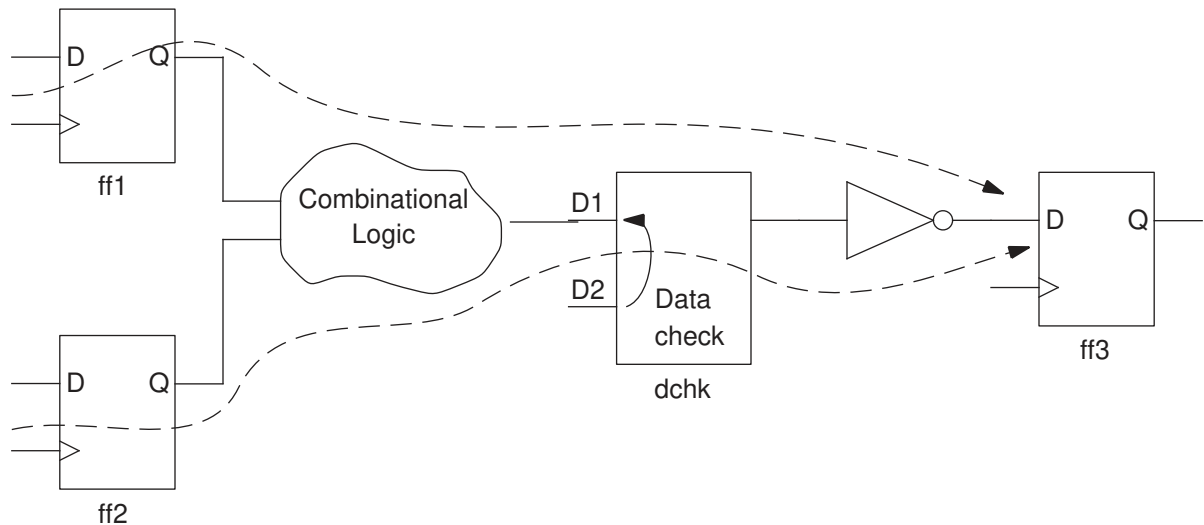 D Q
ff1
Combinational
Logic
D1
D2
Data
check
dchk
D Q
ff3
D Q
ff2